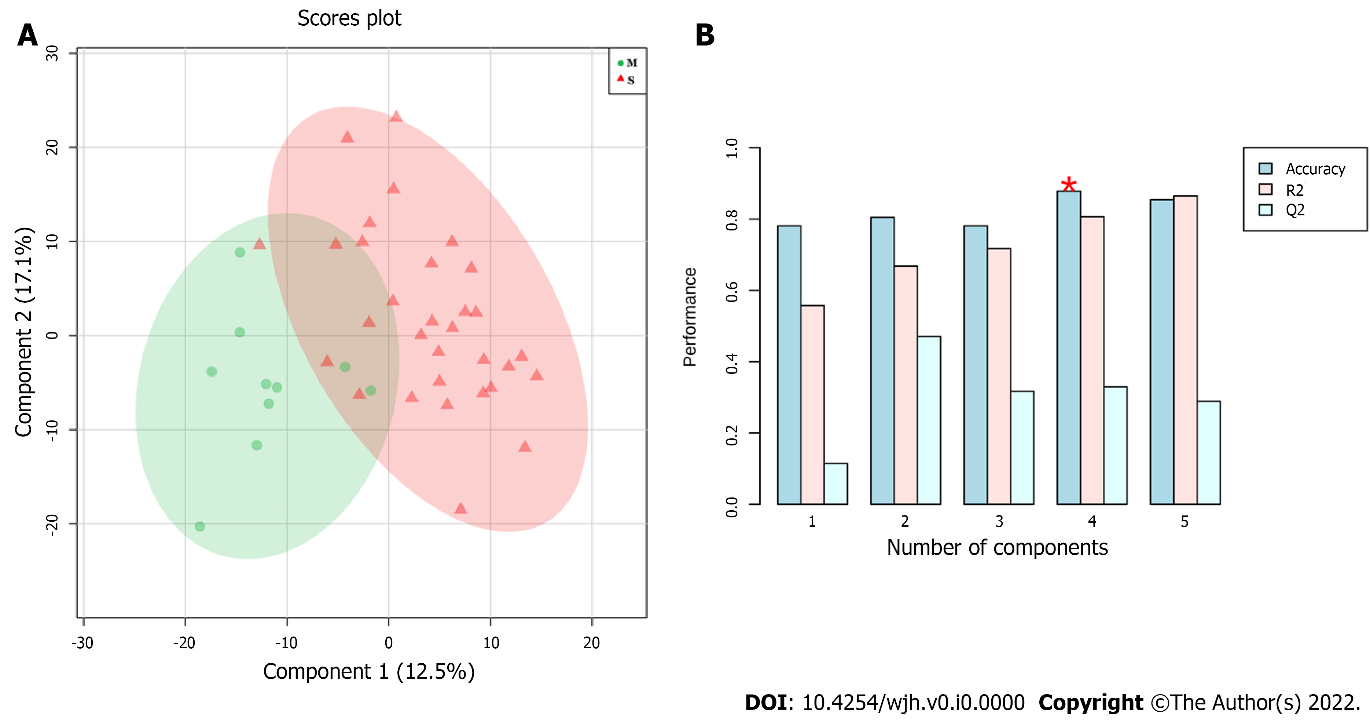 A
Scores plot
M
S
30
20
10
0
-10
-20
Component 2 (17.1%)
-30 -20 -10 0 10 20
Component 1 (12.5%)
B
1.0
0.8
0.6
0.4
0.2
0.0
Performance
*
Accuracy
R2
Q2
1 2 3 4 5
Number of components
DOI: 10.4254/wjh.v0.i0.0000 Copyright ©The Author(s) 2022.